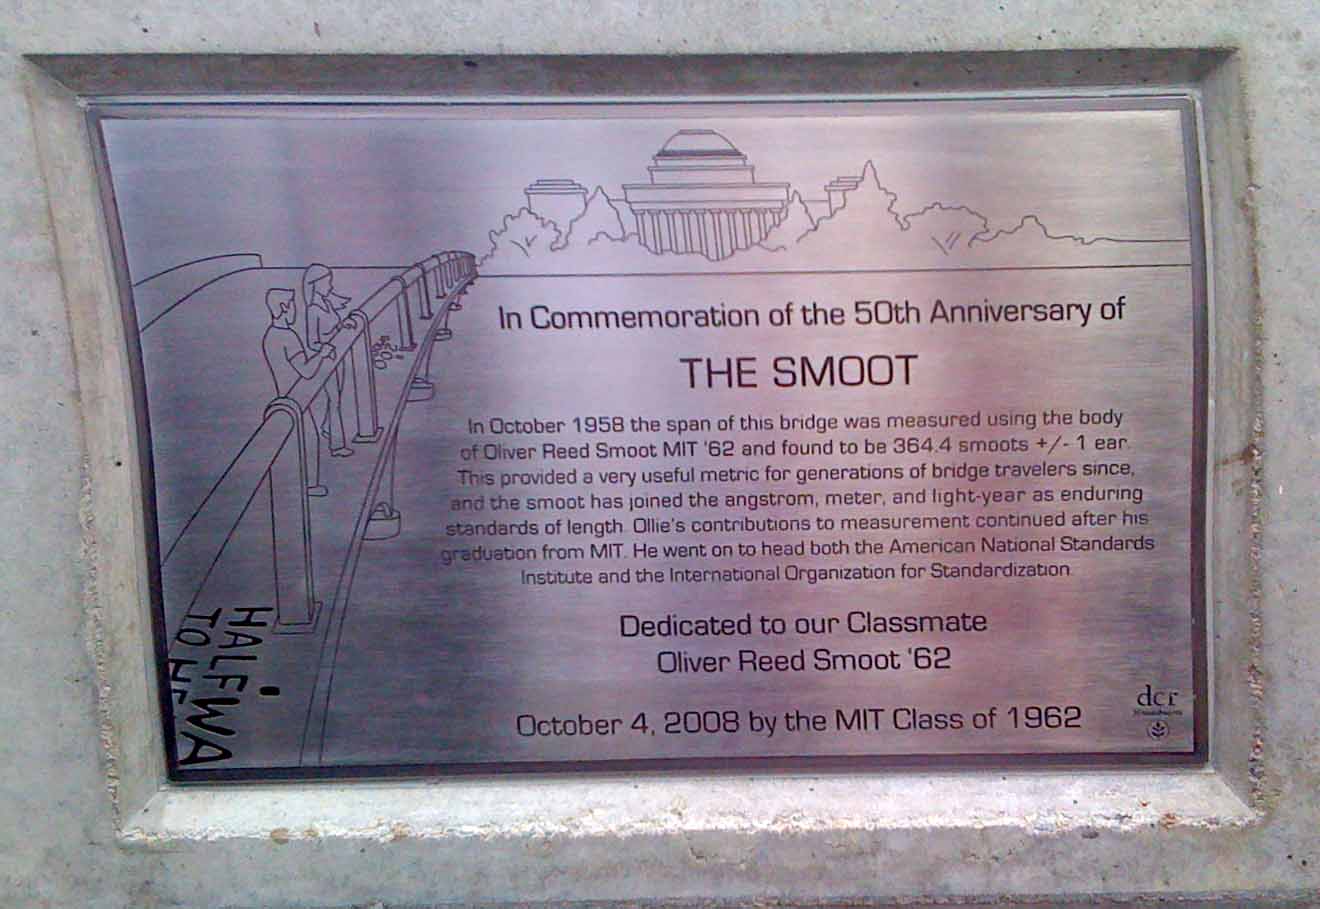 In Commemoration of the 50th Anniversary of
THE SMOOT
In October 1958 the span of this bridge was measured using the body
of Oliver Reed Smoot MIT '62 and found to be 364.4 smoots +/- 1 ear.
This provided a very useful metric for generations of bridge travelers since,
and the smoot has joined the angstrom, meter, and light-year as enduring
standards of length. Ollie's contributions to measurement continued after his
graduation from MIT. He went on to head both the American National Standards
Institute and the International Organization for Standardization.
Dedicated to our Classmate
Oliver Reed Smoot '62
October 4, 2008 by the MIT Class of 1962
HALFWA
TO HE
dcr